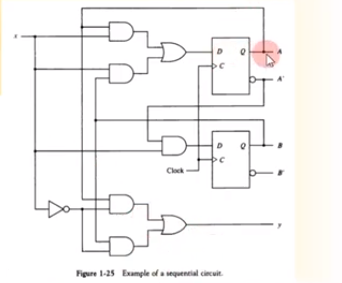 x
D Q A
C
A'
D Q B
Clock C
B'
y
Figure 1-25 Example of a sequential circuit.